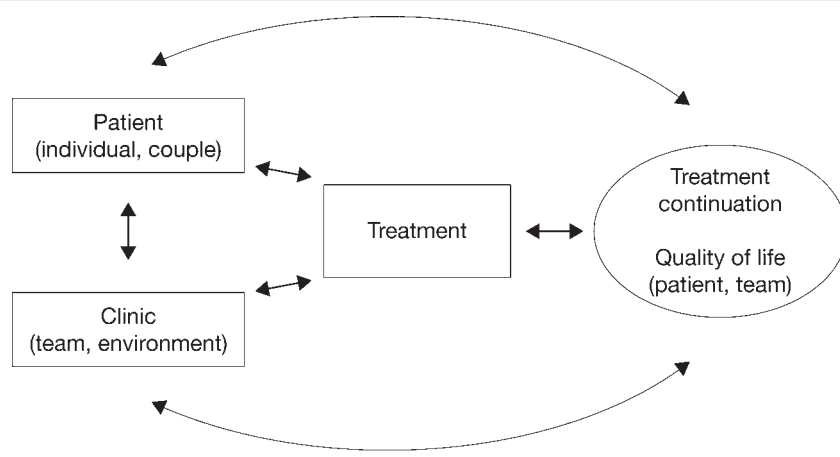 Patient
(individual, couple)
Treatment
Clinic
(team, environment)
Treatment
continuation
Quality of life
(patient, team)